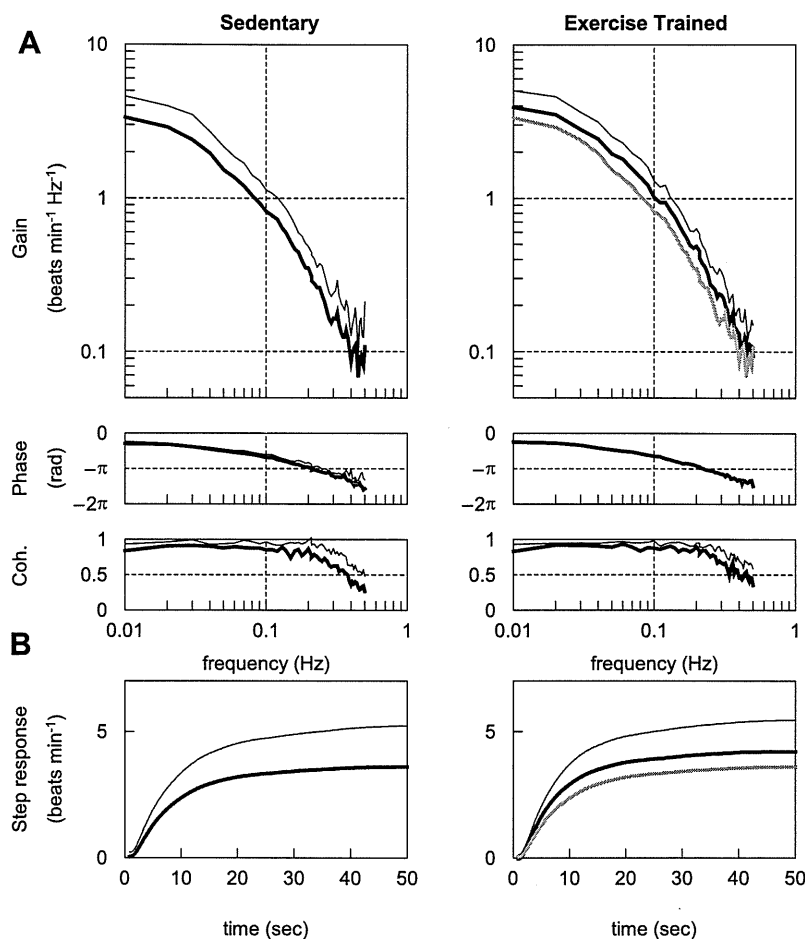 Sedentary
Exercise Trained
A
10
1
0.1
Gain
(beats min⁻¹ Hz⁻¹)
10
1
0.1
0
−π
−2π
Phase
(rad)
0
−π
−2π
1
0.5
0
Coh.
1
0.5
0
0.01
0.1
1
0.01
0.1
1
frequency (Hz)
frequency (Hz)
B
5
0
Step response
(beats min⁻¹)
5
0
0
10
20
30
40
50
0
10
20
30
40
50
time (sec)
time (sec)